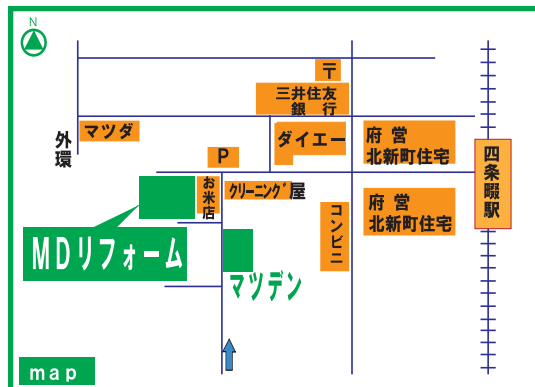 N
〒
三井住友
銀行
マツダ
外環
ダイエー
府営
北新町住宅
P
四条畷駅
お米店
クリーニング屋
府営
北新町住宅
コンビニ
MDリフォーム
マツデン
map